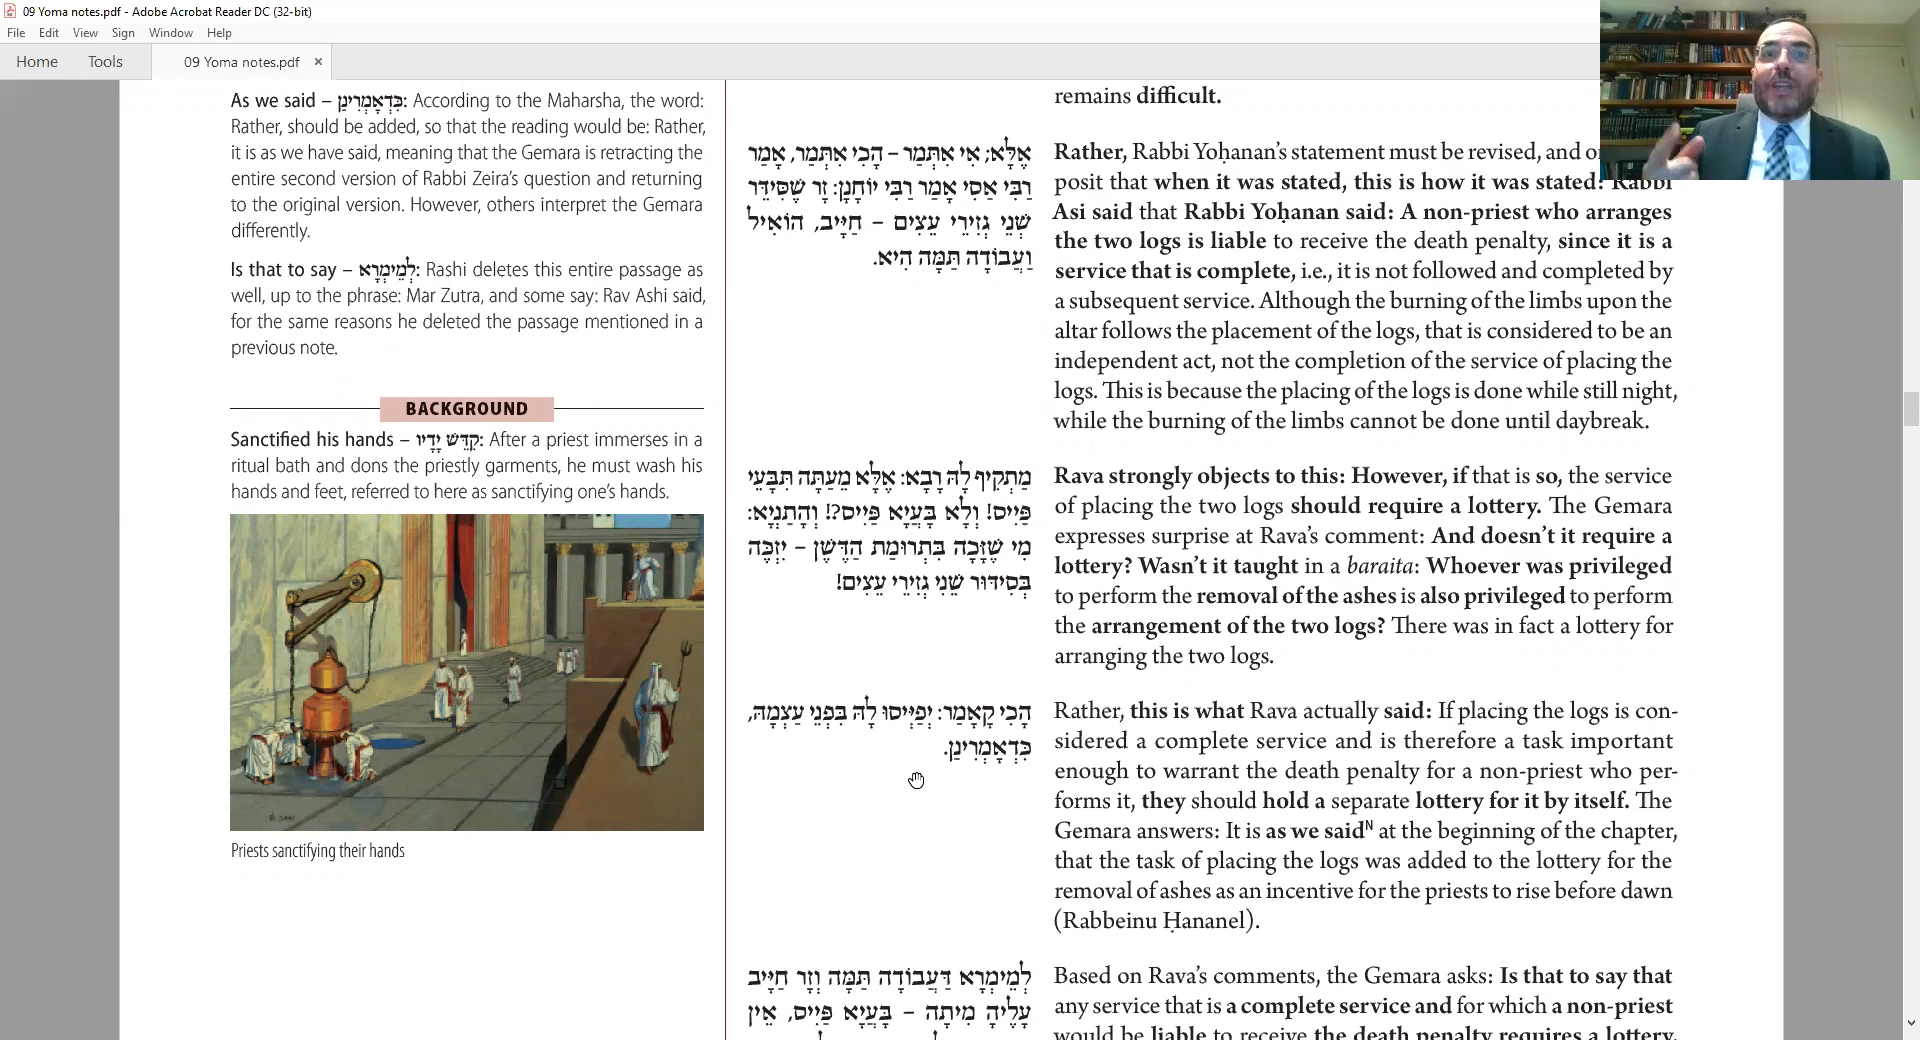 09 Yoma notes.pdf - Adobe Acrobat Reader DC (32-bit)
File Edit View Sign Window Help
Home Tools 09 Yoma notes.pdf ×
As we said – כִּדְאָמְרִינַן: According to the Maharsha, the word:
Rather, should be added, so that the reading would be: Rather,
it is as we have said, meaning that the Gemara is retracting the
entire second version of Rabbi Zeira's question and returning
to the original version. However, others interpret the Gemara
differently.
Is that to say – לְמֵימְרָא: Rashi deletes this entire passage as
well, up to the phrase: Mar Zutra, and some say: Rav Ashi said,
for the same reasons he deleted the passage mentioned in a
previous note.
BACKGROUND
Sanctified his hands – קִדֵּשׁ יָדָיו: After a priest immerses in a
ritual bath and dons the priestly garments, he must wash his
hands and feet, referred to here as sanctifying one's hands.
Priests sanctifying their hands
remains difficult.
אֶלָּא; אִי אִתְּמַר – הָכִי אִתְּמַר, אָמַר
רַבִּי אַסִי אָמַר רַבִּי יוֹחָנָן: זָר שֶׁסִּידֵּר
שְׁנֵי גְזִירֵי עֵצִים – חַיָּיב, הוֹאִיל
וַעֲבוֹדָה תַּמָּה הִיא.
Rather, Rabbi Yoḥanan's statement must be revised, and
posit that when it was stated, this is how it was stated: Rabbi
Asi said that Rabbi Yoḥanan said: A non-priest who arranges
the two logs is liable to receive the death penalty, since it is a
service that is complete, i.e., it is not followed and completed by
a subsequent service. Although the burning of the limbs upon the
altar follows the placement of the logs, that is considered to be an
independent act, not the completion of the service of placing the
logs. This is because the placing of the logs is done while still night,
while the burning of the limbs cannot be done until daybreak.
מַתְקִיף לָהּ רָבָא: אֶלָּא מֵעַתָּה תִּבָּעֵי
פַּיִיס! וְלָא בָּעֲיָא פַּיִיס?! וְהָתַנְיָא:
מִי שֶׁזָּכָה בִּתְרוּמַת הַדֶּשֶׁן – יִזְכֶּה
בְּסִידּוּר שְׁנֵי גְזִירֵי עֵצִים!
Rava strongly objects to this: However, if that is so, the service
of placing the two logs should require a lottery. The Gemara
expresses surprise at Rava's comment: And doesn't it require a
lottery? Wasn't it taught in a baraita: Whoever was privileged
to perform the removal of the ashes is also privileged to perform
the arrangement of the two logs? There was in fact a lottery for
arranging the two logs.
הָכִי קָאָמַר: יְפַיְּיסוּ לָהּ בִּפְנֵי עַצְמָהּ,
כִּדְאָמְרִינַן.
Rather, this is what Rava actually said: If placing the logs is con-
sidered a complete service and is therefore a task important
enough to warrant the death penalty for a non-priest who per-
forms it, they should hold a separate lottery for it by itself. The
Gemara answers: It is as we saidᴺ at the beginning of the chapter,
that the task of placing the logs was added to the lottery for the
removal of ashes as an incentive for the priests to rise before dawn
(Rabbeinu Ḥananel).
לְמֵימְרָא דַּעֲבוֹדָה תַּמָּה וְזָר חַיָּיב
עָלֶיהָ מִיתָה – בָּעֲיָא פַּיִיס, אֵין
Based on Rava's comments, the Gemara asks: Is that to say that
any service that is a complete service and for which a non-priest
would be liable to receive the death penalty requires a lottery,